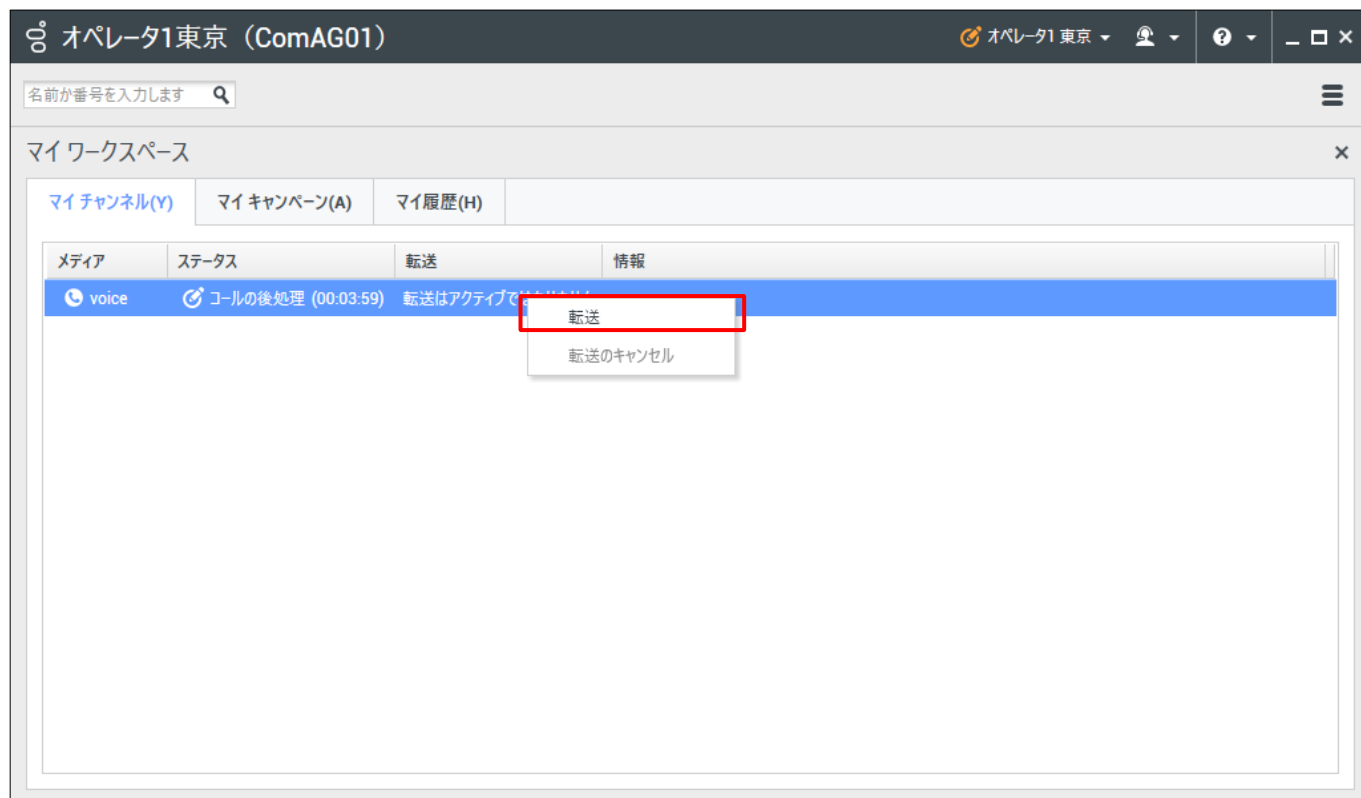 オペレータ1東京（ComAG01）
オペレータ1 東京
名前か番号を入力します
マイ ワークスペース
マイ チャンネル(Y) マイ キャンペーン(A) マイ履歴(H)
メディア ステータス 転送 情報
voice コールの後処理 (00:03:59) 転送はアクティブで
転送
転送のキャンセル